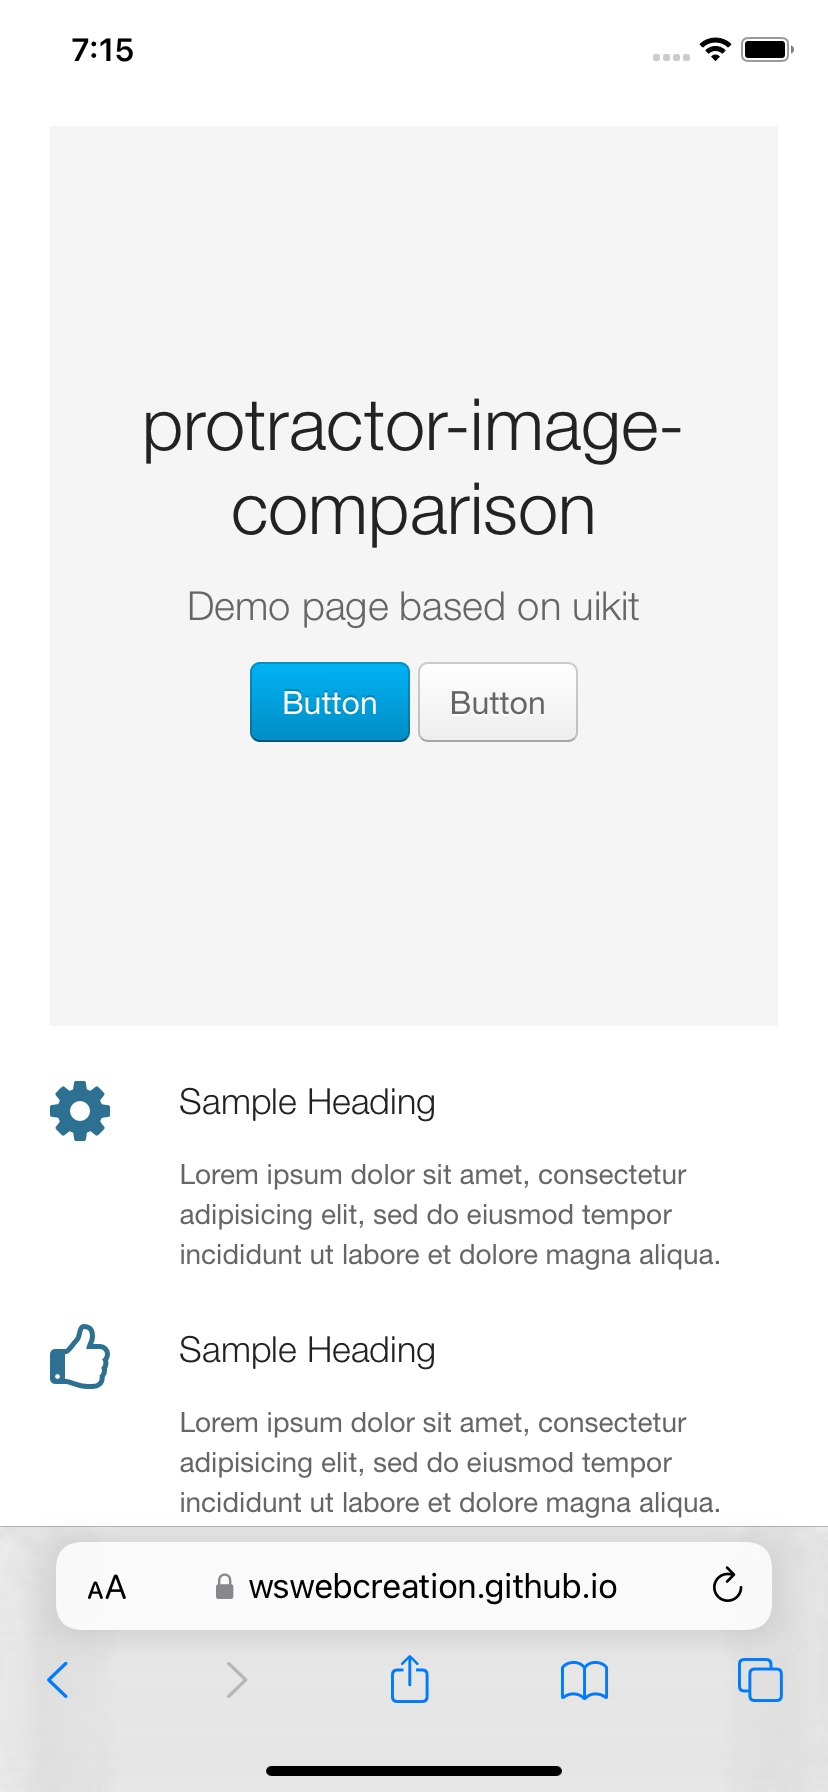 7:15
protractor-image-
comparison
Demo page based on uikit
Button Button
Sample Heading
Lorem ipsum dolor sit amet, consectetur
adipisicing elit, sed do eiusmod tempor
incididunt ut labore et dolore magna aliqua.
Sample Heading
Lorem ipsum dolor sit amet, consectetur
adipisicing elit, sed do eiusmod tempor
incididunt ut labore et dolore magna aliqua.
AA wswebcreation.github.io